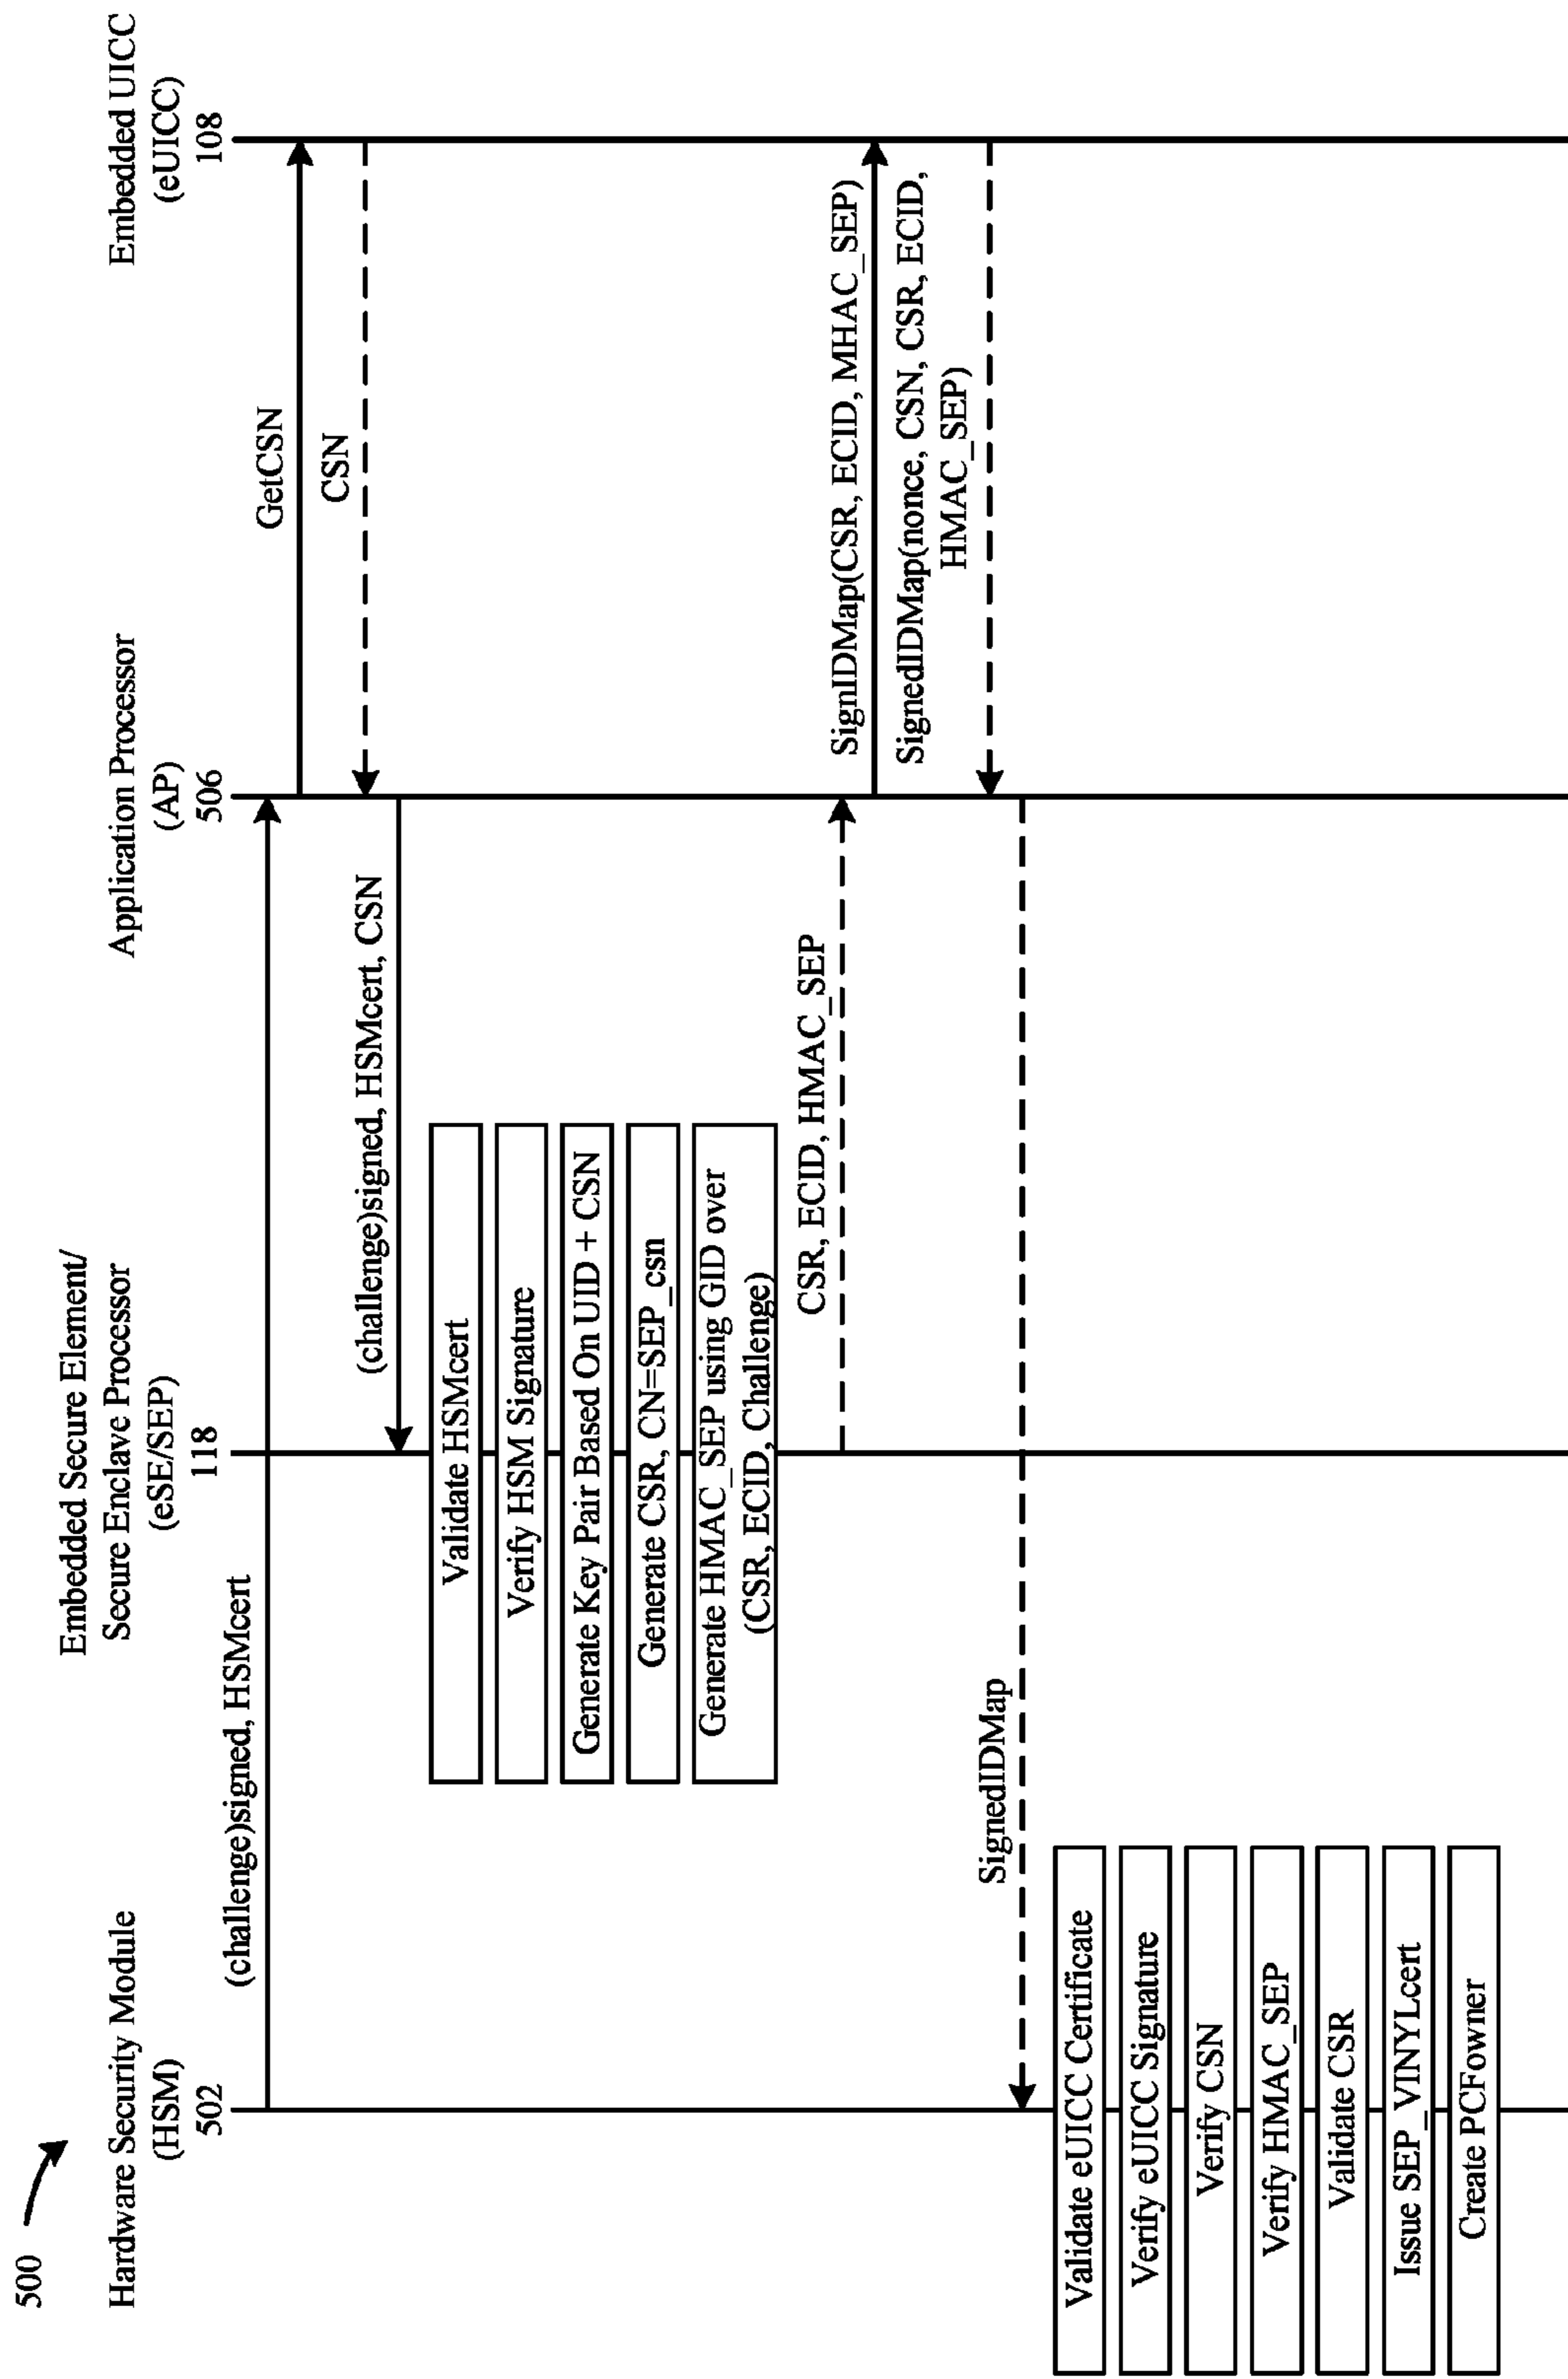 500
Hardware Security Module
(HSM)
502
Embedded Secure Element/
Secure Enclave Processor
(eSE/SEP)
118
Application Processor
(AP)
506
Embedded UICC
(eUICC)
108
(challenge)signed, HSMcert
GetCSN
CSN
(challenge)signed, HSMcert, CSN
Validate HSMcert
Verify HSM Signature
Generate Key Pair Based On UID + CSN
Generate CSR, CN=SEP_csn
Generate HMAC_SEP using GID over
(CSR, ECID, Challenge)
CSR, ECID, HMAC_SEP
SignIDMap(CSR, ECID, MHAC_SEP)
SignedIDMap(nonce, CSN, CSR, ECID,
HMAC_SEP)
SignedIDMap
Validate eUICC Certificate
Verify eUICC Signature
Verify CSN
Verify HMAC_SEP
Validate CSR
Issue SEP_VINYLcert
Create PCFowner